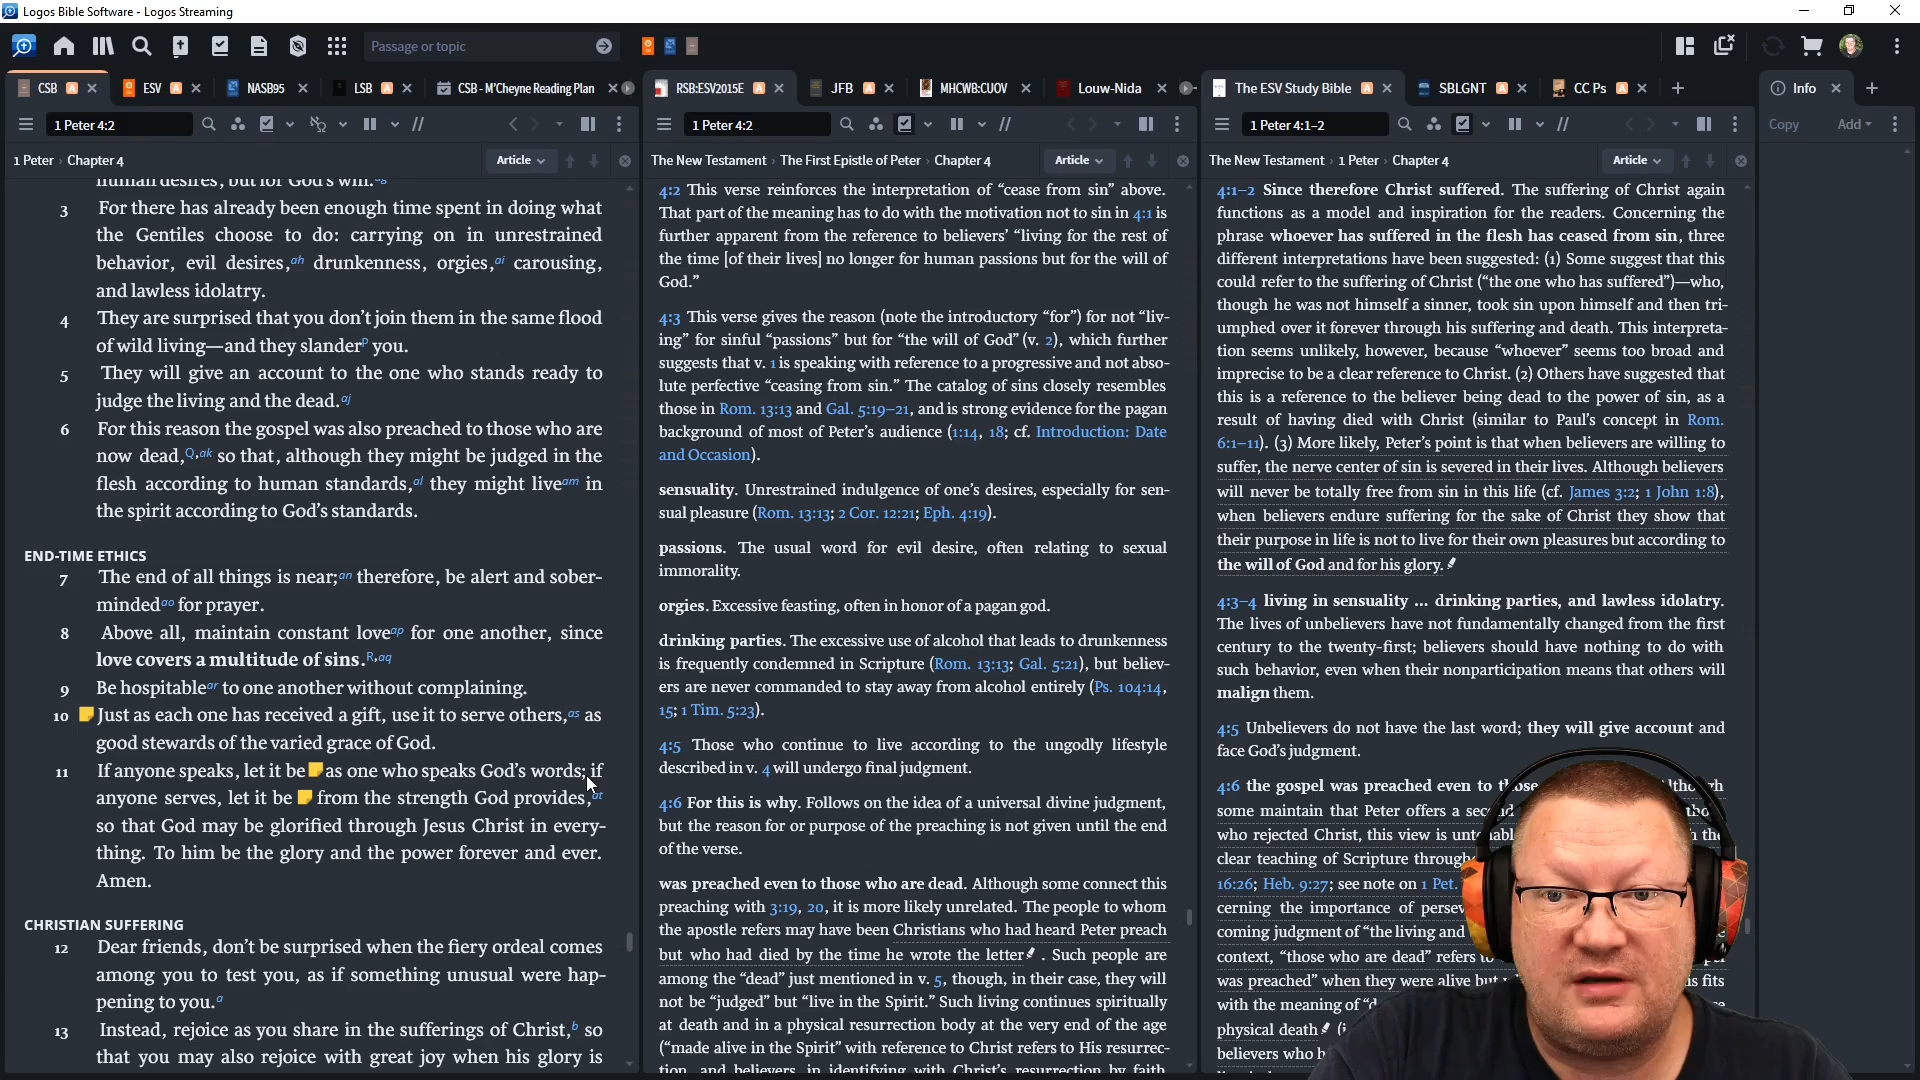 Logos Bible Software - Logos Streaming
Passage or topic
CSB A
ESV A
NASB95
LSB A
CSB - M'Cheyne Reading Plan
RSB:ESV2015E A
JFB A
MHCWB:CUOV
Louw-Nida
The ESV Study Bible A
SBLGNT A
CC Ps A
Info
1 Peter 4:2
1 Peter 4:2
1 Peter 4:1–2
Copy
Add
1 Peter › Chapter 4
Article
human desires, but for God’s will.ag
3 For there has already been enough time spent in doing what
the Gentiles choose to do: carrying on in unrestrained
behavior, evil desires,ah drunkenness, orgies,ai carousing,
and lawless idolatry.
4 They are surprised that you don’t join them in the same flood
of wild living—and they slanderP you.
5 They will give an account to the one who stands ready to
judge the living and the dead.aj
6 For this reason the gospel was also preached to those who are
now dead,Q,ak so that, although they might be judged in the
flesh according to human standards,al they might liveam in
the spirit according to God’s standards.
END-TIME ETHICS
7 The end of all things is near;an therefore, be alert and sober-
mindedao for prayer.
8 Above all, maintain constant loveap for one another, since
love covers a multitude of sins.R,aq
9 Be hospitablear to one another without complaining.
10 Just as each one has received a gift, use it to serve others,as as
good stewards of the varied grace of God.
11 If anyone speaks, let it be as one who speaks God’s words; if
anyone serves, let it be from the strength God provides,at
so that God may be glorified through Jesus Christ in every-
thing. To him be the glory and the power forever and ever.
Amen.
CHRISTIAN SUFFERING
12 Dear friends, don’t be surprised when the fiery ordeal comes
among you to test you, as if something unusual were hap-
pening to you.a
13 Instead, rejoice as you share in the sufferings of Christ,b so
that you may also rejoice with great joy when his glory is
The New Testament › The First Epistle of Peter › Chapter 4
Article
4:2 This verse reinforces the interpretation of “cease from sin” above.
That part of the meaning has to do with the motivation not to sin in 4:1 is
further apparent from the reference to believers’ “living for the rest of
the time [of their lives] no longer for human passions but for the will of
God.”
4:3 This verse gives the reason (note the introductory “for”) for not “liv-
ing” for sinful “passions” but for “the will of God” (v. 2), which further
suggests that v. 1 is speaking with reference to a progressive and not abso-
lute perfective “ceasing from sin.” The catalog of sins closely resembles
those in Rom. 13:13 and Gal. 5:19–21, and is strong evidence for the pagan
background of most of Peter’s audience (1:14, 18; cf. Introduction: Date
and Occasion).
sensuality. Unrestrained indulgence of one’s desires, especially for sen-
sual pleasure (Rom. 13:13; 2 Cor. 12:21; Eph. 4:19).
passions. The usual word for evil desire, often relating to sexual
immorality.
orgies. Excessive feasting, often in honor of a pagan god.
drinking parties. The excessive use of alcohol that leads to drunkenness
is frequently condemned in Scripture (Rom. 13:13; Gal. 5:21), but believ-
ers are never commanded to stay away from alcohol entirely (Ps. 104:14,
15; 1 Tim. 5:23).
4:5 Those who continue to live according to the ungodly lifestyle
described in v. 4 will undergo final judgment.
4:6 For this is why. Follows on the idea of a universal divine judgment,
but the reason for or purpose of the preaching is not given until the end
of the verse.
was preached even to those who are dead. Although some connect this
preaching with 3:19, 20, it is more likely unrelated. The people to whom
the apostle refers may have been Christians who had heard Peter preach
but who had died by the time he wrote the letter . Such people are
among the “dead” just mentioned in v. 5, though, in their case, they will
not be “judged” but “live in the Spirit.” Such living continues spiritually
at death and in a physical resurrection body at the very end of the age
(“made alive in the Spirit” with reference to Christ refers to His resurrec-
tion, and believers, in identifying with Christ’s resurrection by faith,
The New Testament › 1 Peter › Chapter 4
Article
4:1–2 Since therefore Christ suffered. The suffering of Christ again
functions as a model and inspiration for the readers. Concerning the
phrase whoever has suffered in the flesh has ceased from sin, three
different interpretations have been suggested: (1) Some suggest that this
could refer to the suffering of Christ (“the one who has suffered”)—who,
though he was not himself a sinner, took sin upon himself and then tri-
umphed over it forever through his suffering and death. This interpreta-
tion seems unlikely, however, because “whoever” seems too broad and
imprecise to be a clear reference to Christ. (2) Others have suggested that
this is a reference to the believer being dead to the power of sin, as a
result of having died with Christ (similar to Paul’s concept in Rom.
6:1–11). (3) More likely, Peter’s point is that when believers are willing to
suffer, the nerve center of sin is severed in their lives. Although believers
will never be totally free from sin in this life (cf. James 3:2; 1 John 1:8),
when believers endure suffering for the sake of Christ they show that
their purpose in life is not to live for their own pleasures but according to
the will of God and for his glory.
4:3–4 living in sensuality ... drinking parties, and lawless idolatry.
The lives of unbelievers have not fundamentally changed from the first
century to the twenty-first; believers should have nothing to do with
such behavior, even when their nonparticipation means that others will
malign them.
4:5 Unbelievers do not have the last word; they will give account and
face God’s judgment.
4:6 the gospel was preached even to those
some maintain that Peter offers a
who rejected Christ, this view is the
clear teaching of Scripture
16:26; Heb. 9:27; see note on 1 Pet.
cerning the importance of
coming judgment of “the living and
context, “those who are dead” refers
was preached” when they were alive but fits
with the meaning of
physical death
believers who